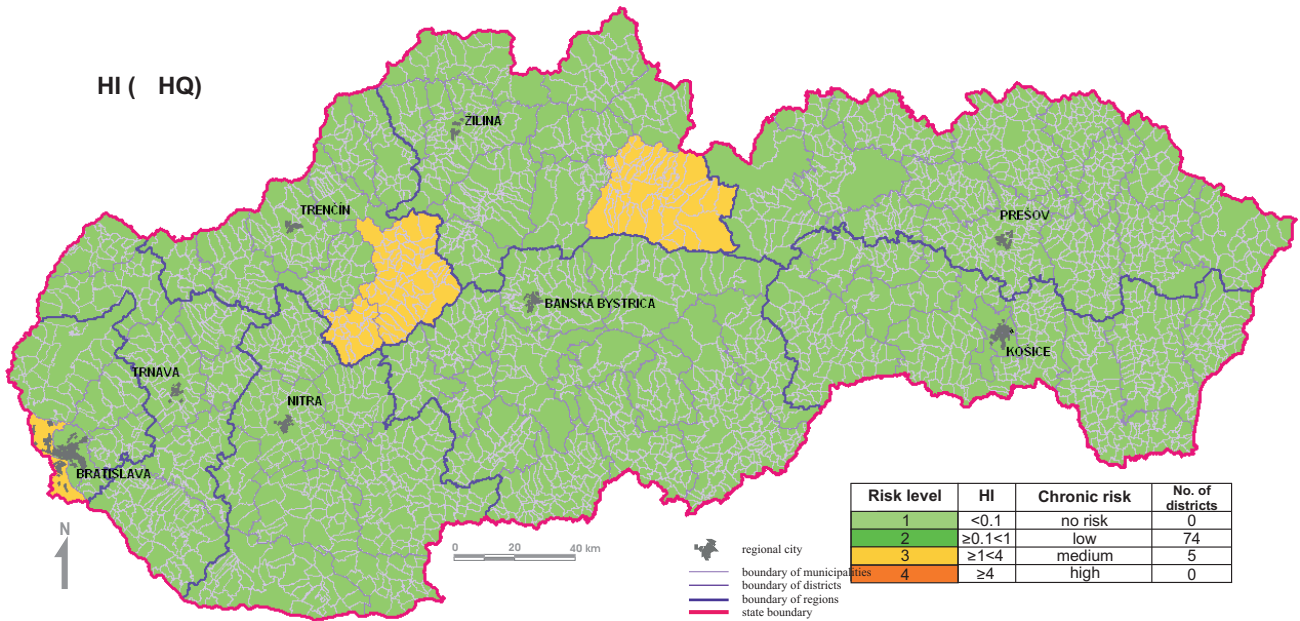 HI ( HQ)
ŽILINA
TRENČÍN
PREŠOV
BANSKÁ BYSTRICA
KOŠICE
TRNAVA
NITRA
BRATISLAVA
N
0 20 40 km
regional city
boundary of municipalities
boundary of districts
boundary of regions
state boundary
Risk level HI Chronic risk No. of districts
1 <0.1 no risk 0
2 ≥0.1<1 low 74
3 ≥1<4 medium 5
4 ≥4 high 0